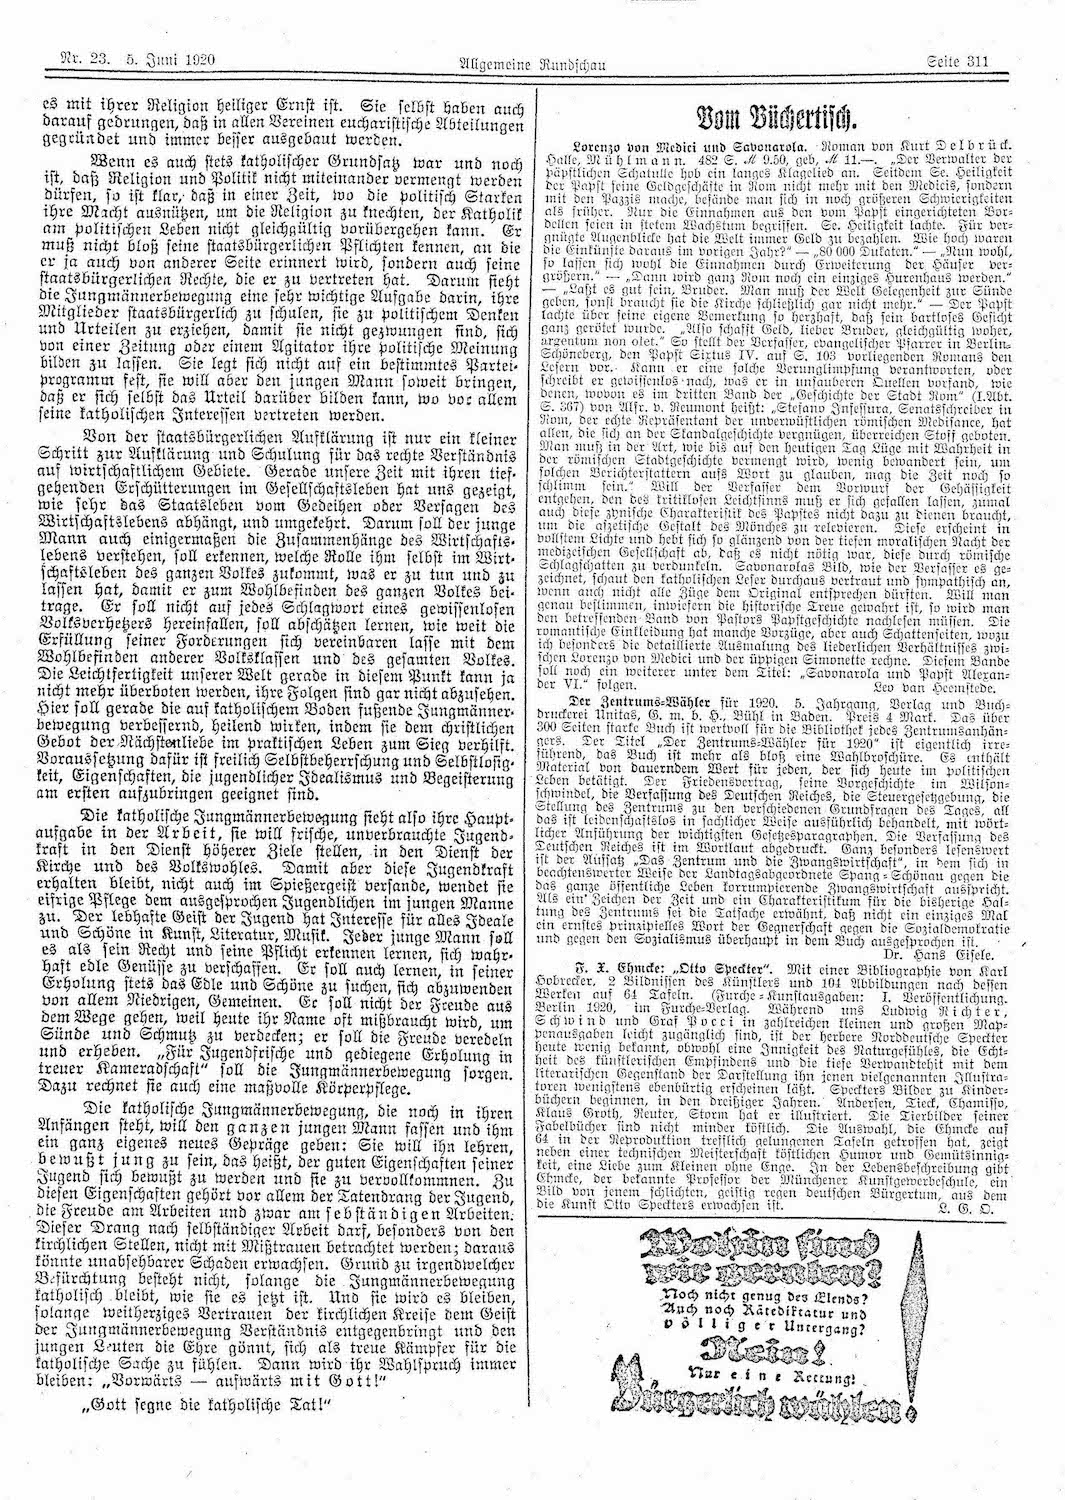 Nr. 23. 5. Juni 1920
Allgemeine Rundschau
Seite 311
es mit ihrer Religion heiliger Ernst ist. Sie selbst haben auch
darauf gedrungen, daß in allen Vereinen eucharistische Abteilungen
gegründet und immer besser ausgebaut werden.
Wenn es auch stets katholischer Grundsatz war und noch
ist, daß Religion und Politik nicht miteinander vermengt werden
dürfen, so ist klar, daß in einer Zeit, wo die politisch Starken
ihre Macht ausnützen, um die Religion zu knechten, der Katholik
am politischen Leben nicht gleichgültig vorübergehen kann. Er
muß nicht bloß seine staatsbürgerlichen Pflichten kennen, an die
er ja auch von anderer Seite erinnert wird, sondern auch seine
staatsbürgerlichen Rechte, die er zu vertreten hat. Darum sieht
die Jungmännerbewegung eine sehr wichtige Aufgabe darin, ihre
Mitglieder staatsbürgerlich zu schulen, sie zu politischem Denken
und Urteilen zu erziehen, damit sie nicht gezwungen sind, sich
von einer Zeitung oder einem Agitator ihre politische Meinung
bilden zu lassen. Sie legt sich nicht auf ein bestimmtes Partei-
programm fest, sie will aber den jungen Mann soweit bringen,
daß er sich selbst das Urteil darüber bilden kann, wo vor allem
seine katholischen Interessen vertreten werden.
Von der staatsbürgerlichen Aufklärung ist nur ein kleiner
Schritt zur Aufklärung und Schulung für das rechte Verständnis
auf wirtschaftlichem Gebiete. Gerade unsere Zeit mit ihren tief-
gehenden Erschütterungen im Gesellschaftsleben hat uns gezeigt,
wie sehr das Staatsleben vom Gedeihen oder Versagen des
Wirtschaftslebens abhängt, und umgekehrt. Darum soll der junge
Mann auch einigermaßen die Zusammenhänge des Wirtschafts-
lebens verstehen, soll erkennen, welche Rolle ihm selbst im Wirt-
schaftsleben des ganzen Volkes zukommt, was er zu tun und zu
lassen hat, damit er zum Wohlbefinden des ganzen Volkes bei-
trage. Er soll nicht auf jedes Schlagwort eines gewissenlosen
Volksverhetzers hereinfallen, soll abschätzen lernen, wie weit die
Erfüllung seiner Forderungen sich vereinbaren lasse mit dem
Wohlbefinden anderer Volksklassen und des gesamten Volkes.
Die Leichtfertigkeit unserer Welt gerade in diesem Punkt kann ja
nicht mehr überboten werden, ihre Folgen sind gar nicht abzusehen.
Hier soll gerade die auf katholischem Boden fußende Jungmänner-
bewegung verbessernd, heilend wirken, indem sie dem christlichen
Gebot der Nächstenliebe im praktischen Leben zum Sieg verhilft.
Voraussetzung dafür ist freilich Selbstbeherrschung und Selbstlosig-
keit, Eigenschaften, die jugendlicher Idealismus und Begeisterung
am ersten aufzubringen geeignet sind.
Die katholische Jungmännerbewegung sieht also ihre Haupt-
aufgabe in der Arbeit, sie will frische, unverbrauchte Jugend-
kraft in den Dienst höherer Ziele stellen, in den Dienst der
Kirche und des Volkswohles. Damit aber diese Jugendkraft
erhalten bleibt, nicht auch im Spießergeist versande, wendet sie
eifrige Pflege dem ausgesprochen Jugendlichen im jungen Manne
zu. Der lebhafte Geist der Jugend hat Interesse für alles Ideale
und Schöne in Kunst, Literatur, Musik. Jeder junge Mann soll
es als sein Recht und seine Pflicht erkennen lernen, sich wahr-
haft edle Genüsse zu verschaffen. Er soll auch lernen, in seiner
Erholung stets das Edle und Schöne zu suchen, sich abzuwenden
von allem Niedrigen, Gemeinen. Er soll nicht der Freude aus
dem Wege gehen, weil heute ihr Name oft mißbraucht wird, um
Sünde und Schmutz zu verdecken; er soll die Freude veredeln
und erheben. „Für Jugendfrische und gediegene Erholung in
treuer Kameradschaft“ soll die Jungmännerbewegung sorgen.
Dazu rechnet sie auch eine maßvolle Körperpflege.
Die katholische Jungmännerbewegung, die noch in ihren
Anfängen steht, will den ganzen jungen Mann fassen und ihm
ein ganz eigenes neues Gepräge geben: Sie will ihn lehren,
bewußt jung zu sein, das heißt, der guten Eigenschaften seiner
Jugend sich bewußt zu werden und sie zu vervollkommnen. Zu
diesen Eigenschaften gehört vor allem der Tatendrang der Jugend,
die Freude am Arbeiten und zwar am selbständigen Arbeiten.
Dieser Drang nach selbständiger Arbeit darf, besonders von den
kirchlichen Stellen, nicht mit Mißtrauen betrachtet werden; daraus
könnte unabsehbarer Schaden erwachsen. Grund zu irgendwelcher
Befürchtung besteht nicht, solange die Jungmännerbewegung
katholisch bleibt, wie sie es jetzt ist. Und sie wird es bleiben,
solange weitherziges Vertrauen der kirchlichen Kreise dem Geist
der Jungmännerbewegung Verständnis entgegenbringt und den
jungen Leuten die Ehre gönnt, sich als treue Kämpfer für die
katholische Sache zu fühlen. Dann wird ihr Wahlspruch immer
bleiben: „Vorwärts — aufwärts mit Gott!“
„Gott segne die katholische Tat!“
Vom Büchertisch.
Lorenzo von Medici und Savonarola. Roman von Kurt Delbrück.
Halle, Mühlmann. 482 S. M 9.50, geb. M 11.—. „Der Verwalter der
päpstlichen Schatulle hob ein langes Klagelied an. Seitdem Se. Heiligkeit
der Papst seine Geldgeschäfte in Rom nicht mehr mit den Medicis, sondern
mit den Pazzis mache, befände man sich in noch größeren Schwierigkeiten
als früher. Nur die Einnahmen aus den vom Papst eingerichteten Bor-
dellen seien in stetem Wachstum begriffen. Se. Heiligkeit lachte. Für ver-
gnügte Augenblicke hat die Welt immer Geld zu bezahlen. Wie hoch waren
die Einkünfte daraus im vorigen Jahr?“ — „80 000 Dukaten.“ — „Nun wohl,
so lassen sich wohl die Einnahmen durch Erweiterung der Häuser ver-
größern.“ — „Dann wird ganz Rom noch ein einziges Hurenhaus werden.“
— „Laßt es gut sein, Bruder. Man muß der Welt Gelegenheit zur Sünde
geben, sonst braucht sie die Kirche schließlich gar nicht mehr.“ — Der Papst
lachte über seine eigene Bemerkung so herzhaft, daß sein bartloses Gesicht
ganz gerötet wurde. „Also schafft Geld, lieber Bruder, gleichgültig woher,
argentum non olet.“ So stellt der Verfasser, evangelischer Pfarrer in Berlin-
Schöneberg, den Papst Sixtus IV. auf S. 103 vorliegenden Romans den
Lesern vor. Kann er eine solche Verunglimpfung verantworten, oder
schreibt er gewissenlos nach, was er in unsauberen Quellen vorfand, wie
denen, wovon es im dritten Band der „Geschichte der Stadt Rom“ (I. Abt.
S. 367) von Alfr. v. Reumont heißt: „Stefano Infessura, Senatschreiber in
Rom, der echte Repräsentant der unverwüstlichen römischen Medisance, hat
allen, die sich an der Standalgeschichte vergnügen, überreichen Stoff geboten.
Man muß in der Art, wie bis auf den heutigen Tag Lüge mit Wahrheit in
der römischen Stadtgeschichte vermengt wird, wenig bewandert sein, um
solchen Berichterstattern aufs Wort zu glauben, mag die Zeit noch so
schlimm sein.“ Will der Verfasser dem Vorwurf der Gehässigkeit
entgehen, den des kritiklosen Leichtsinns muß er sich gefallen lassen, zumal
auch diese zynische Charakteristik des Papstes nicht dazu zu dienen braucht,
um die aszetische Gestalt des Mönches zu relevieren. Diese erscheint in
vollstem Lichte und hebt sich so glänzend von der tiefen moralischen Nacht der
medizeischen Gesellschaft ab, daß es nicht nötig war, diese durch römische
Schlagschatten zu verdunkeln. Savonarolas Bild, wie der Verfasser es ge-
zeichnet, schaut den katholischen Leser durchaus vertraut und sympathisch an,
wenn auch nicht alle Züge dem Original entsprechen dürften. Will man
genau bestimmen, inwiefern die historische Treue gewahrt ist, so wird man
den betreffenden Band von Pastors Papstgeschichte nachlesen müssen. Die
romantische Einkleidung hat manche Vorzüge, aber auch Schattenseiten, wozu
ich besonders die detaillierte Ausmalung des liederlichen Verhältnisses zwi-
schen Lorenzo von Medici und der üppigen Simonette rechne. Diesem Bande
soll noch ein weiterer unter dem Titel: „Savonarola und Papst Alexan-
der VI.“ folgen. Leo van Heemstede.
Der Zentrums-Wähler für 1920. 5. Jahrgang, Verlag und Buch-
druckerei Unitas, G. m. b. H., Bühl in Baden. Preis 4 Mark. Das über
300 Seiten starke Buch ist wertvoll für die Bibliothek jedes Zentrumsanhän-
gers. Der Titel „Der Zentrums-Wähler für 1920“ ist eigentlich irre-
führend, das Buch ist mehr als bloß eine Wahlbroschüre. Es enthält
Material von dauerndem Wert für jeden, der sich heute im politischen
Leben betätigt. Der Friedensvertrag, seine Vorgeschichte im Wilson-
schwindel, die Verfassung des Deutschen Reiches, die Steuergesetzgebung, die
Stellung des Zentrums zu den verschiedenen Grundfragen des Tages, all
das ist leidenschaftslos in sachlicher Weise ausführlich behandelt, mit wört-
licher Anführung der wichtigsten Gesetzesparagraphen. Die Verfassung des
Deutschen Reiches ist im Wortlaut abgedruckt. Ganz besonders lesenswert
ist der Aufsatz „Das Zentrum und die Zwangswirtschaft“, in dem sich in
beachtenswerter Weise der Landtagsabgeordnete Spang-Schönau gegen die
das ganze öffentliche Leben korrumpierende Zwangswirtschaft ausspricht.
Als ein Zeichen der Zeit und ein Charakteristikum für die bisherige Hal-
tung des Zentrums sei die Tatsache erwähnt, daß nicht ein einziges Mal
ein ernstes prinzipielles Wort der Gegnerschaft gegen die Sozialdemokratie
und gegen den Sozialismus überhaupt in dem Buch ausgesprochen ist.
Dr. Hans Eisele.
F. X. Ehmcke: „Otto Speckter“. Mit einer Bibliographie von Karl
Hobrecker, 2 Bildnissen des Künstlers und 104 Abbildungen nach dessen
Werken auf 64 Tafeln. (Furche-Kunstausgaben: I. Veröffentlichung.
Berlin 1920, im Furche-Verlag. Während uns Ludwig Richter,
Schwind und Graf Pocci in zahlreichen kleinen und großen Map-
penausgaben leicht zugänglich sind, ist der herbere Norddeutsche Speckter
heute wenig bekannt, obwohl eine Innigkeit des Naturgefühles, die Echt-
heit des künstlerischen Empfindens und die tiefe Verwandtheit mit dem
literarischen Gegenstand der Darstellung ihn jenen vielgenannten Illustra-
toren wenigstens ebenbürtig erscheinen läßt. Speckters Bilder zu Kinder-
büchern beginnen, in den dreißiger Jahren. Andersen, Tieck, Chamisso,
Klaus Groth, Reuter, Storm hat er illustriert. Die Tierbilder seiner
Fabelbücher sind nicht minder köstlich. Die Auswahl, die Ehmcke auf
64 in der Reproduktion trefflich gelungenen Tafeln getroffen hat, zeigt
neben einer technischen Meisterschaft köstlichen Humor und Gemütsinnig-
keit, eine Liebe zum Kleinen ohne Enge. In der Lebensbeschreibung gibt
Ehmcke, der bekannte Professor der Münchener Kunstgewerbeschule, ein
Bild von jenem schlichten, geistig regen deutschen Bürgertum, aus dem
die Kunst Otto Speckters erwachsen ist. L. G. O.
Wohin sind
wir geraten?
Noch nicht genug des Elends?
Auch noch Rätediktatur und
völliger Untergang?
Nein!
Nur eine Rettung!
Bürgerlich wählen!